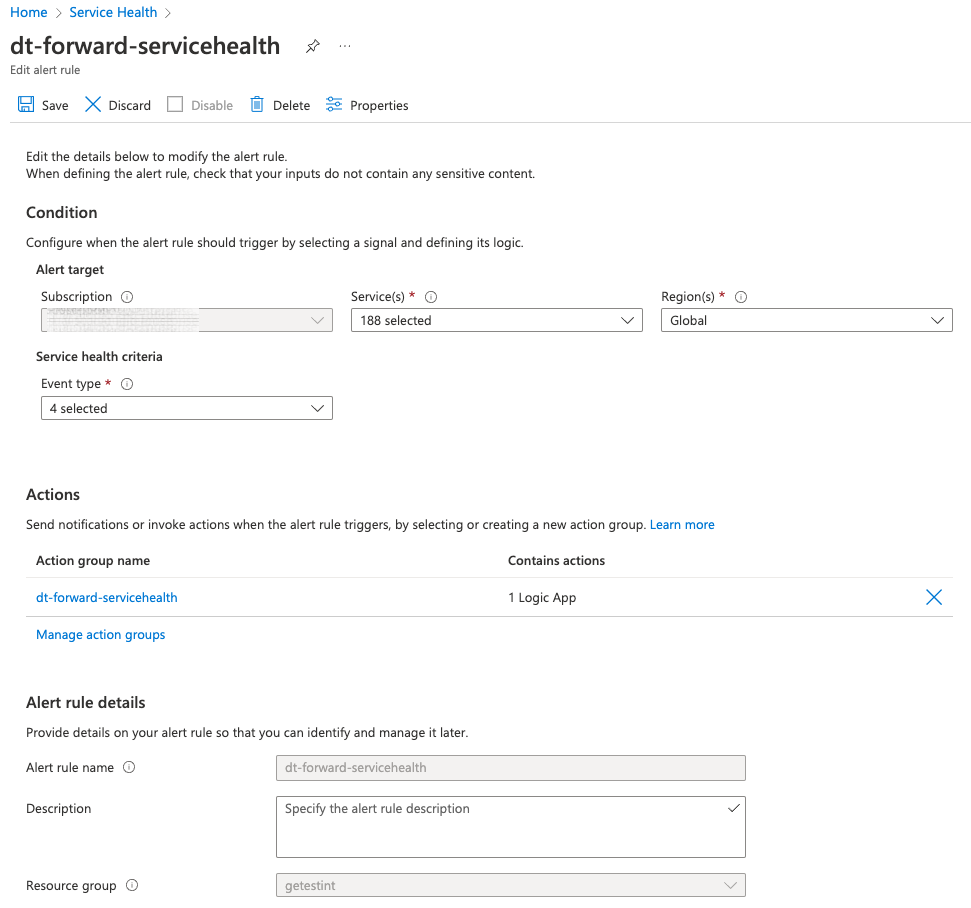 Home > Service Health >
dt-forward-servicehealth ...
Edit alert rule
Save Discard Disable Delete Properties
Edit the details below to modify the alert rule.
When defining the alert rule, check that your inputs do not contain any sensitive content.
Condition
Configure when the alert rule should trigger by selecting a signal and defining its logic.
Alert target
Subscription Service(s) * Region(s) *
188 selected Global
Service health criteria
Event type *
4 selected
Actions
Send notifications or invoke actions when the alert rule triggers, by selecting or creating a new action group. Learn more
Action group name Contains actions
dt-forward-servicehealth 1 Logic App
Manage action groups
Alert rule details
Provide details on your alert rule so that you can identify and manage it later.
Alert rule name dt-forward-servicehealth
Description Specify the alert rule description
Resource group getestint